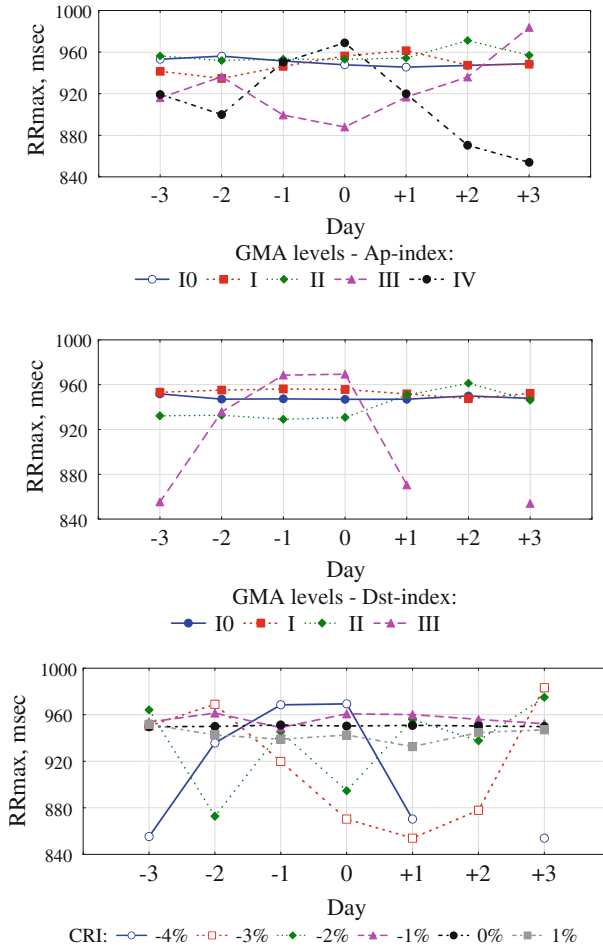 RRmax, msec
1000
960
920
880
840
-3 -2 -1 0 +1 +2 +3
Day
GMA levels - Ap-index:
I0 I II III IV
RRmax, msec
1000
960
920
880
840
-3 -2 -1 0 +1 +2 +3
Day
GMA levels - Dst-index:
I0 I II III
RRmax, msec
1000
960
920
880
840
-3 -2 -1 0 +1 +2 +3
Day
CRI: -4% -3% -2% -1% 0% 1%